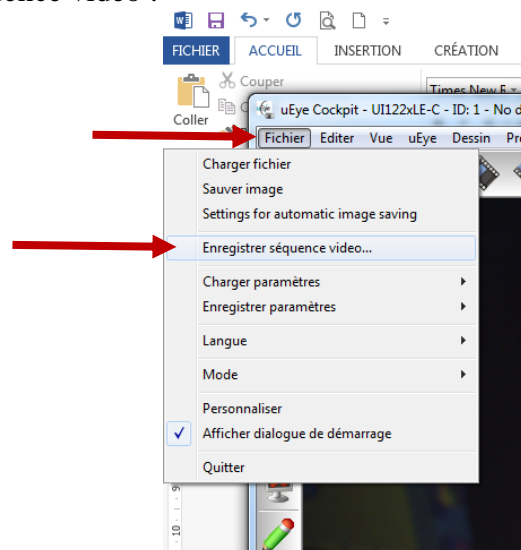 FICHIER ACCUEIL INSERTION CRÉATION
Couper
Coller
uEye Cockpit - UI122xLE-C - ID: 1 - No d
Fichier Editer Vue uEye Dessin Pr
Charger fichier
Sauver image
Settings for automatic image saving
Enregistrer séquence video...
Charger paramètres
Enregistrer paramètres
Langue
Mode
Personnaliser
Afficher dialogue de démarrage
Quitter
10